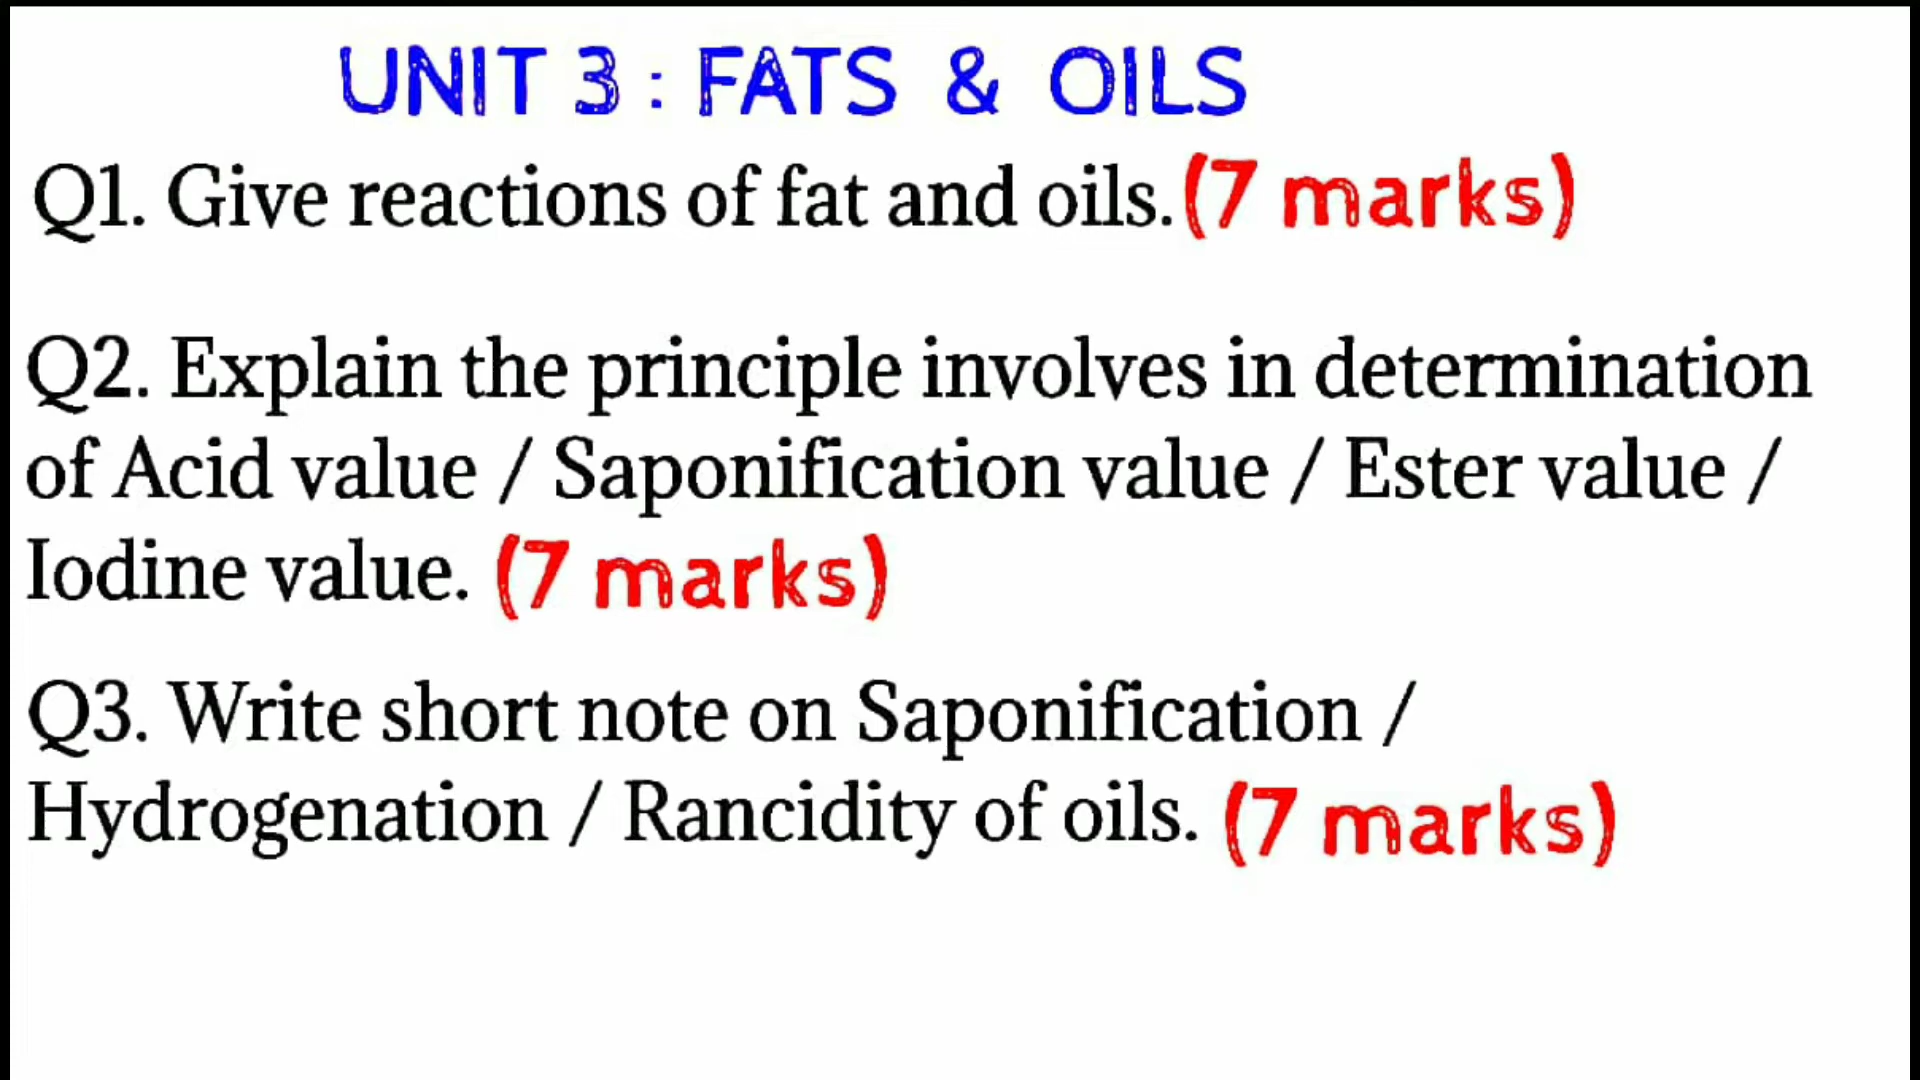 UNIT 3 : FATS & OILS
Q1. Give reactions of fat and oils. (7 marks)
Q2. Explain the principle involves in determination
of Acid value / Saponification value / Ester value /
Iodine value. (7 marks)
Q3. Write short note on Saponification /
Hydrogenation / Rancidity of oils. (7 marks)